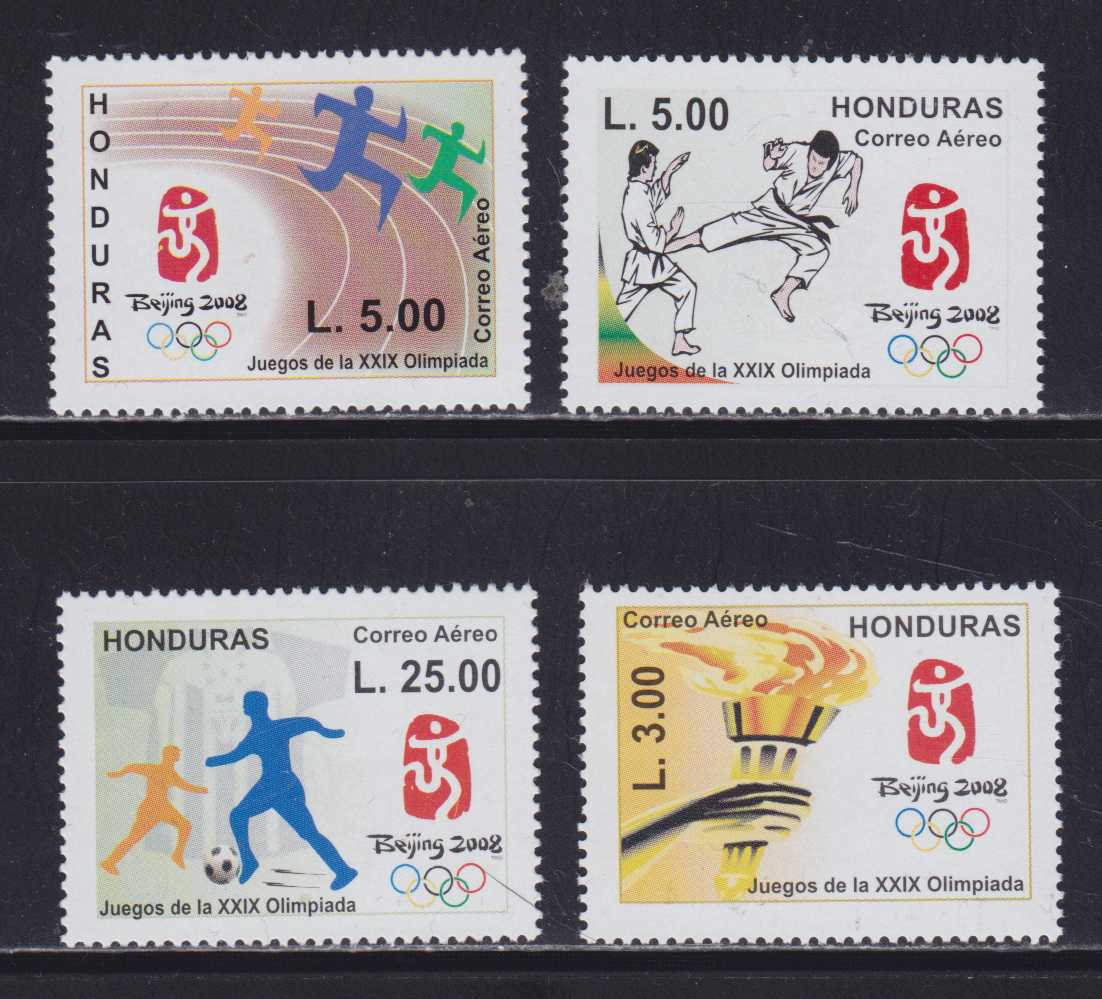 HONDURAS
Beijing 2008
L. 5.00
Correo Aéreo
Juegos de la XXIX Olimpiada
L. 5.00
HONDURAS
Correo Aéreo
Beijing 2008
Juegos de la XXIX Olimpiada
HONDURAS
Correo Aéreo
L. 25.00
Beijing 2008
Juegos de la XXIX Olimpiada
Correo Aéreo
HONDURAS
L. 3.00
Beijing 2008
Juegos de la XXIX Olimpiada